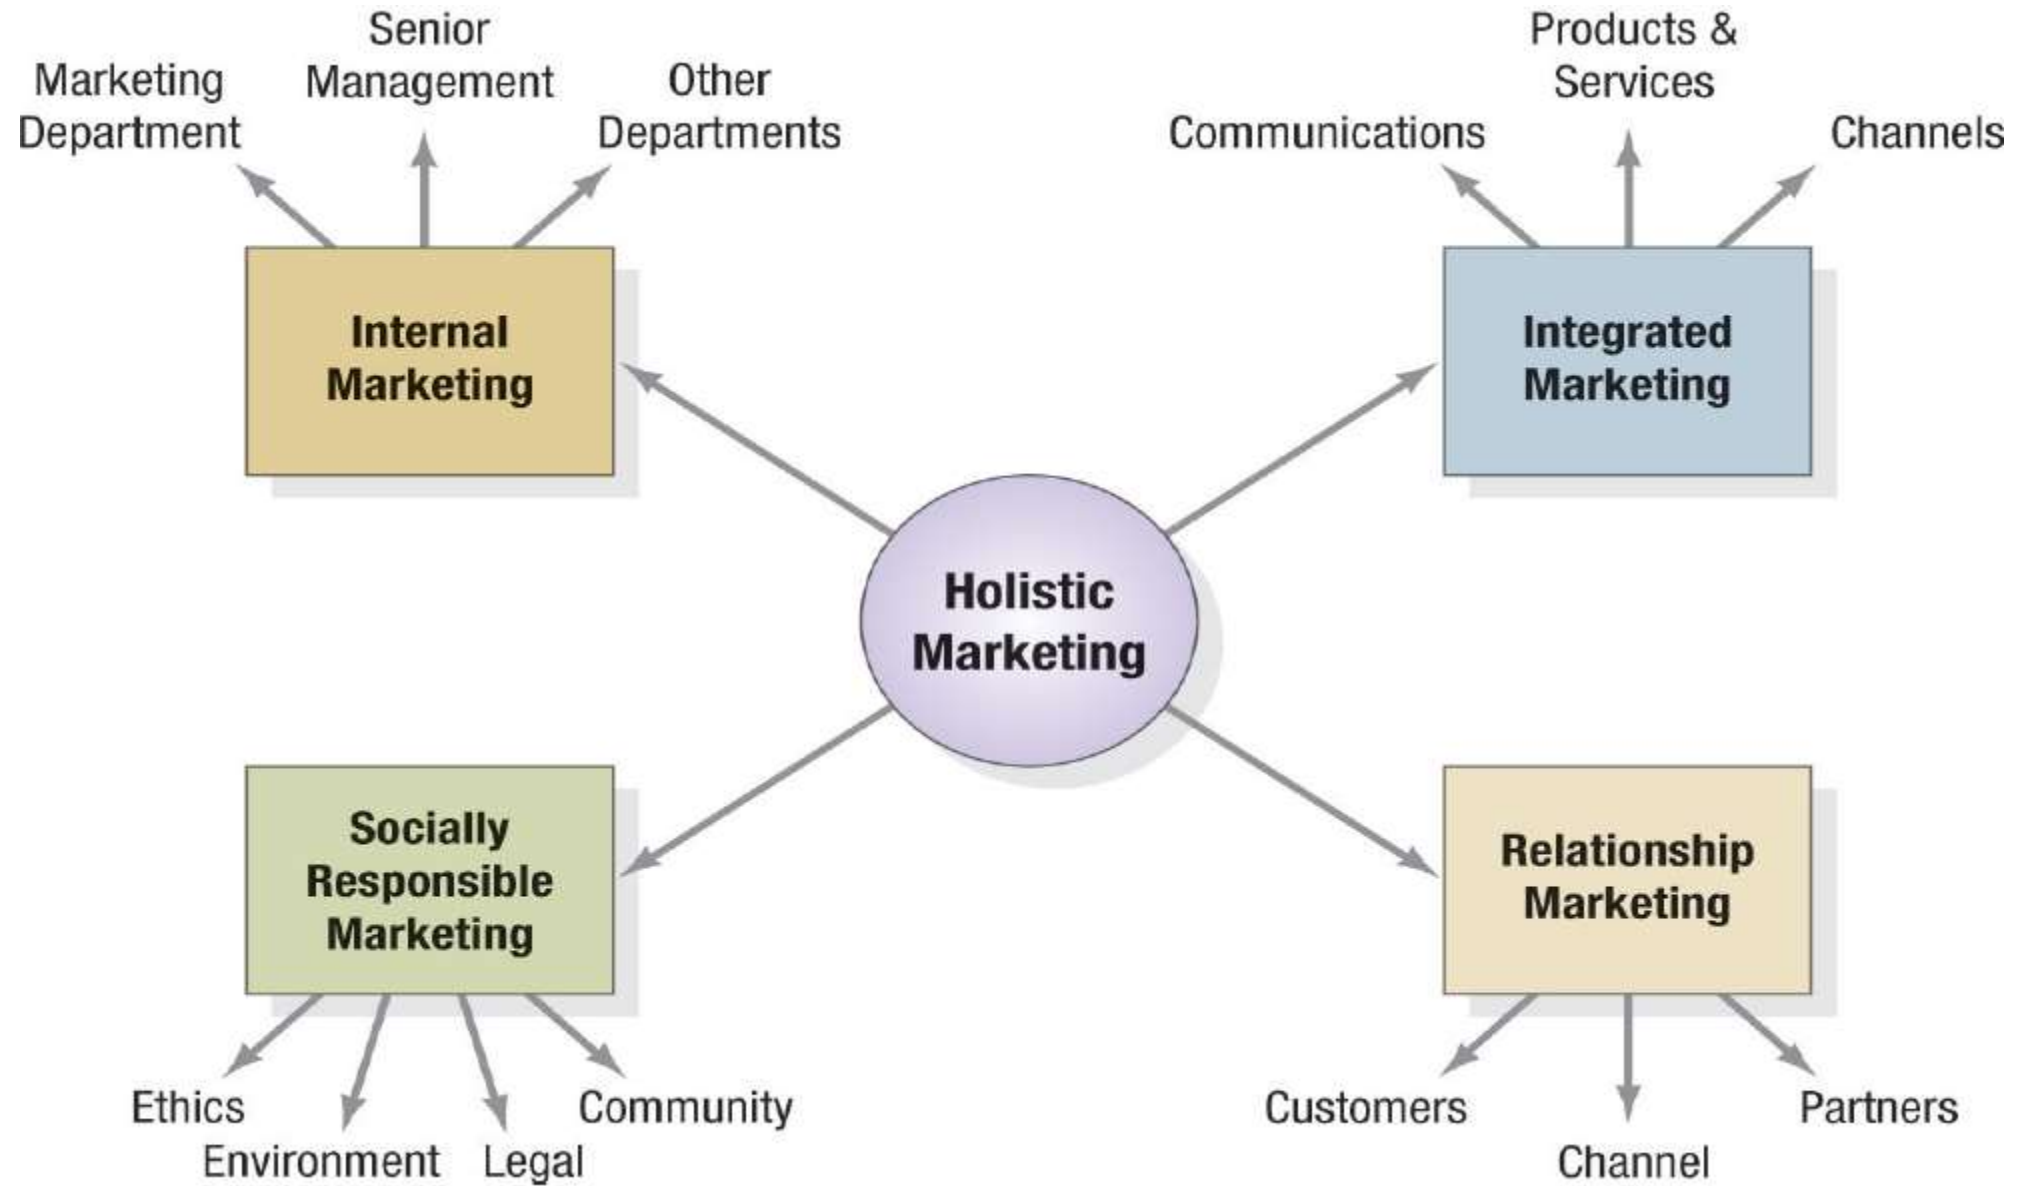 Marketing
Department
Senior
Management
Other
Departments
Internal
Marketing
Communications
Products &
Services
Channels
Integrated
Marketing
Holistic
Marketing
Socially
Responsible
Marketing
Ethics
Environment
Legal
Community
Relationship
Marketing
Customers
Channel
Partners